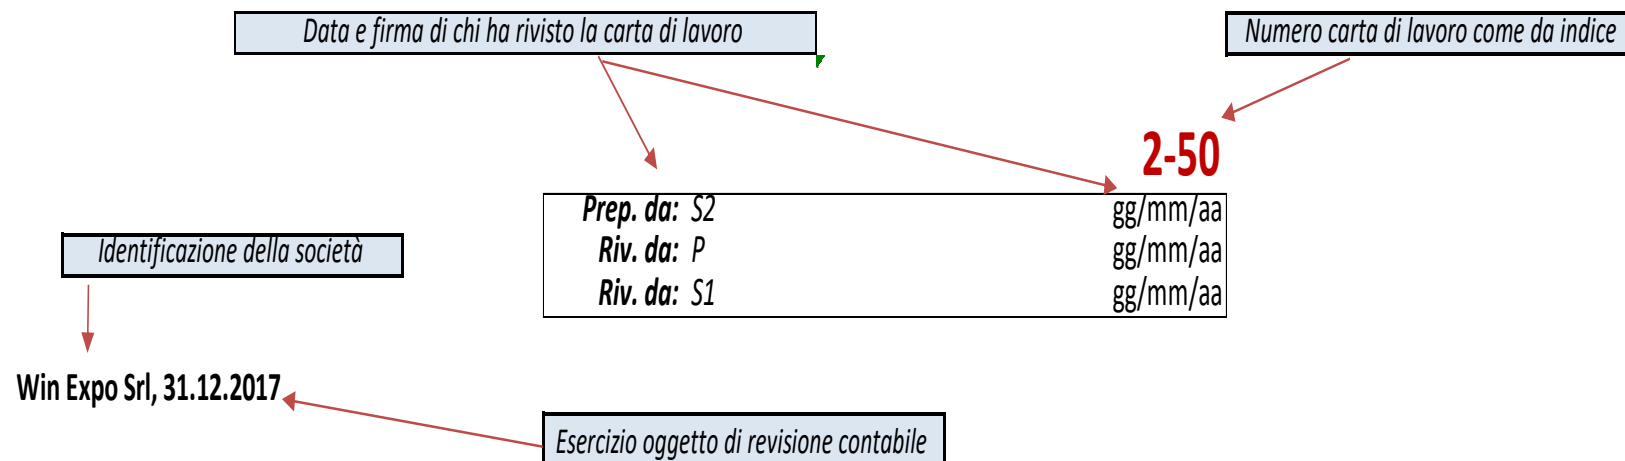 Data e firma di chi ha rivisto la carta di lavoro
Numero carta di lavoro come da indice
2-50
Prep. da: S2 gg/mm/aa
Riv. da: P gg/mm/aa
Riv. da: S1 gg/mm/aa
Identificazione della società
Win Expo Srl, 31.12.2017
Esercizio oggetto di revisione contabile